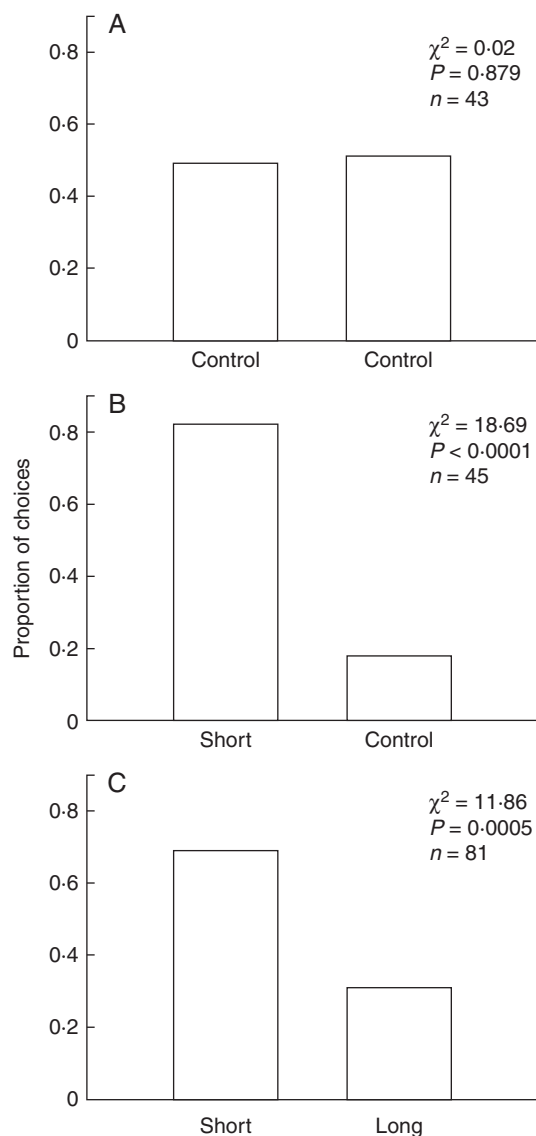 A
χ2 = 0·02
P = 0·879
n = 43
0·8
0·6
0·4
0·2
0
Control Control
B
χ2 = 18·69
P < 0·0001
n = 45
0·8
0·6
0·4
0·2
0
Short Control
Proportion of choices
C
χ2 = 11·86
P = 0·0005
n = 81
0·8
0·6
0·4
0·2
0
Short Long